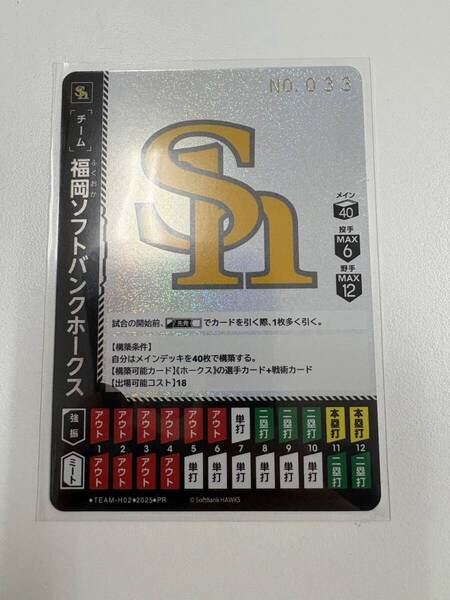 NO.033
Sh
[チーム]
ふくおか
福岡ソフトバンクホークス
Sh
メイン
40
投手
MAX
6
野手
MAX
12
試合の開始前、先攻 でカードを引く際、1枚多く引く。
【構築条件】
自分はメインデッキを40枚で構築する。
【構築可能カード】《ホークス》の選手カード+戦術カード
【出場可能コスト】18
強振 アウト アウト アウト アウト アウト アウト 単打 二塁打 二塁打 二塁打 本塁打 本塁打
1 2 3 4 5 6 7 8 9 10 11 12
ミート アウト アウト アウト アウト 単打 単打 単打 単打 単打 単打 二塁打 二塁打
◆TEAM-H02◆2025◆PR
© SoftBank HAWKS